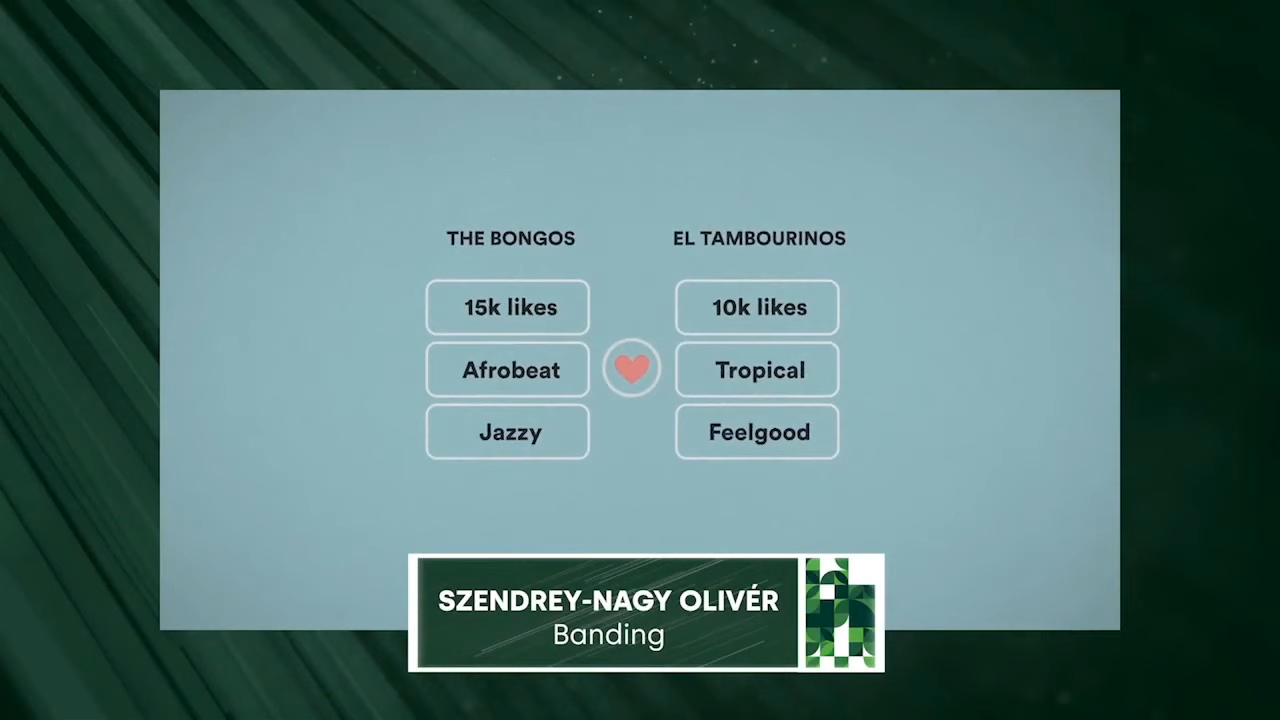 THE BONGOS
EL TAMBOURINOS
15k likes
10k likes
Afrobeat
Tropical
Jazzy
Feelgood
SZENDREY-NAGY OLIVÉR
Banding